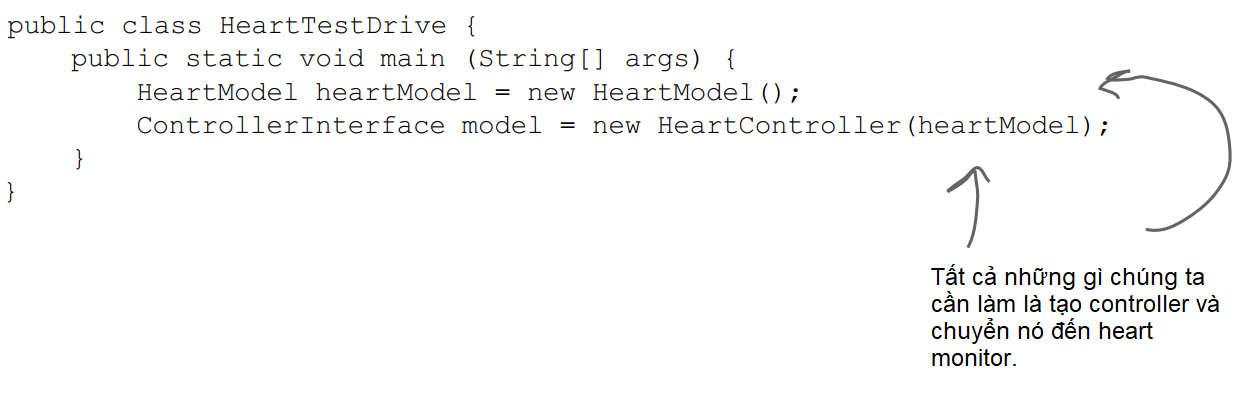 public class HeartTestDrive {
public static void main (String[] args) {
HeartModel heartModel = new HeartModel();
ControllerInterface model = new HeartController(heartModel);
}
}
Tất cả những gì chúng ta
cần làm là tạo controller và
chuyển nó đến heart
monitor.